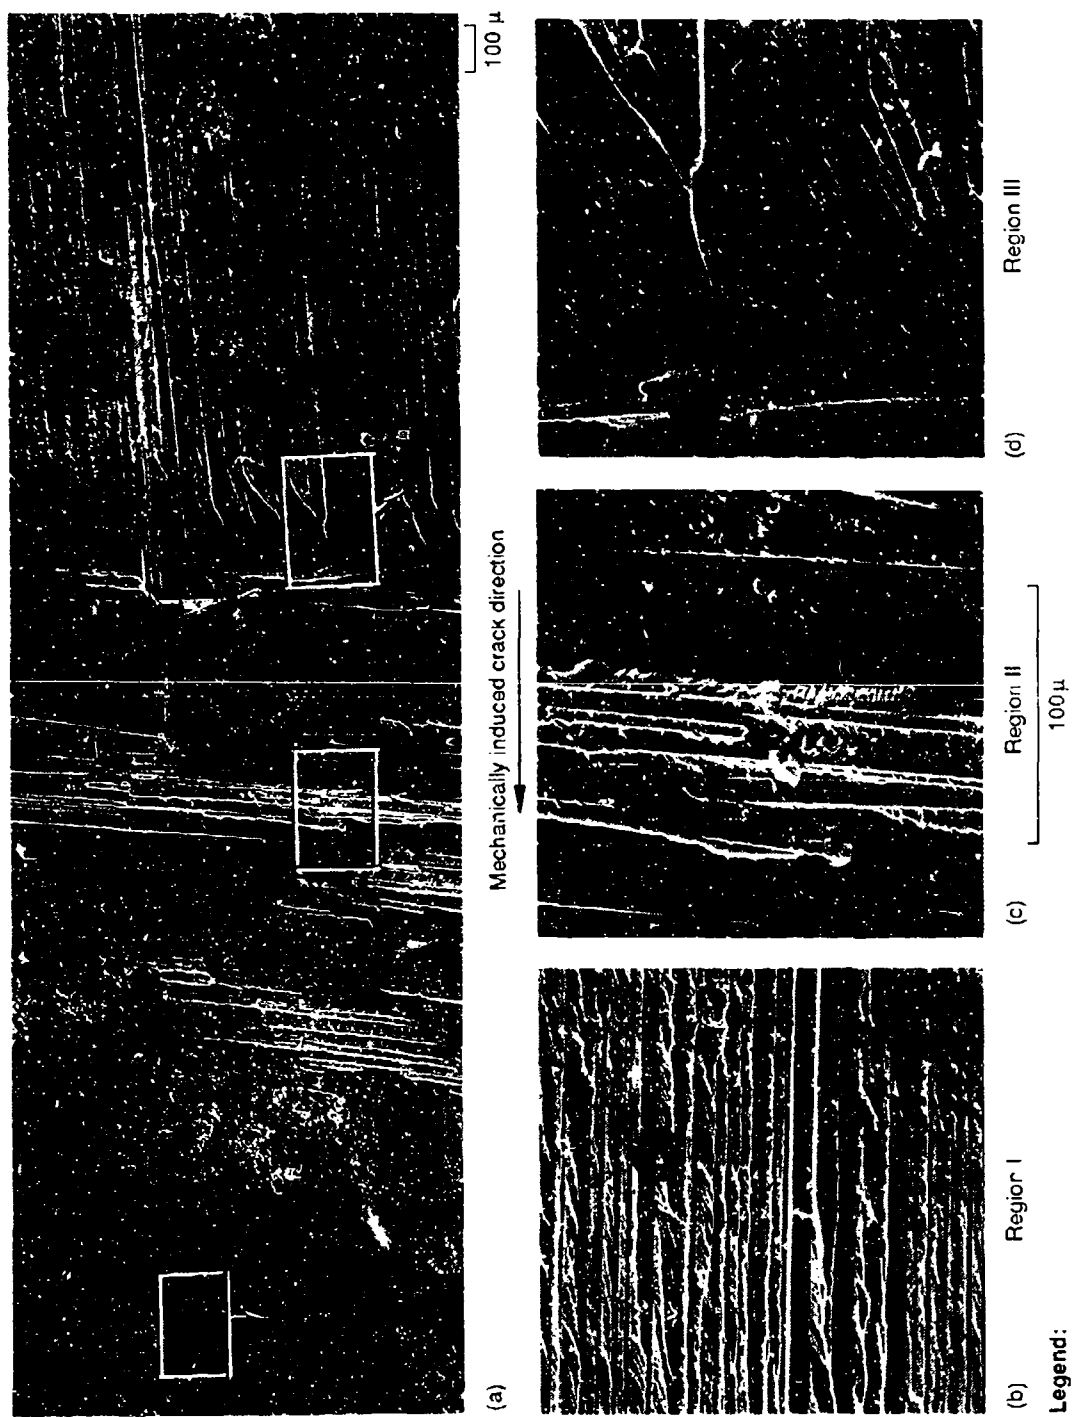 100 μ
(a)
Mechanically induced crack direction
(b)
Region I
(c)
Region II
100μ
(d)
Region III
Legend: